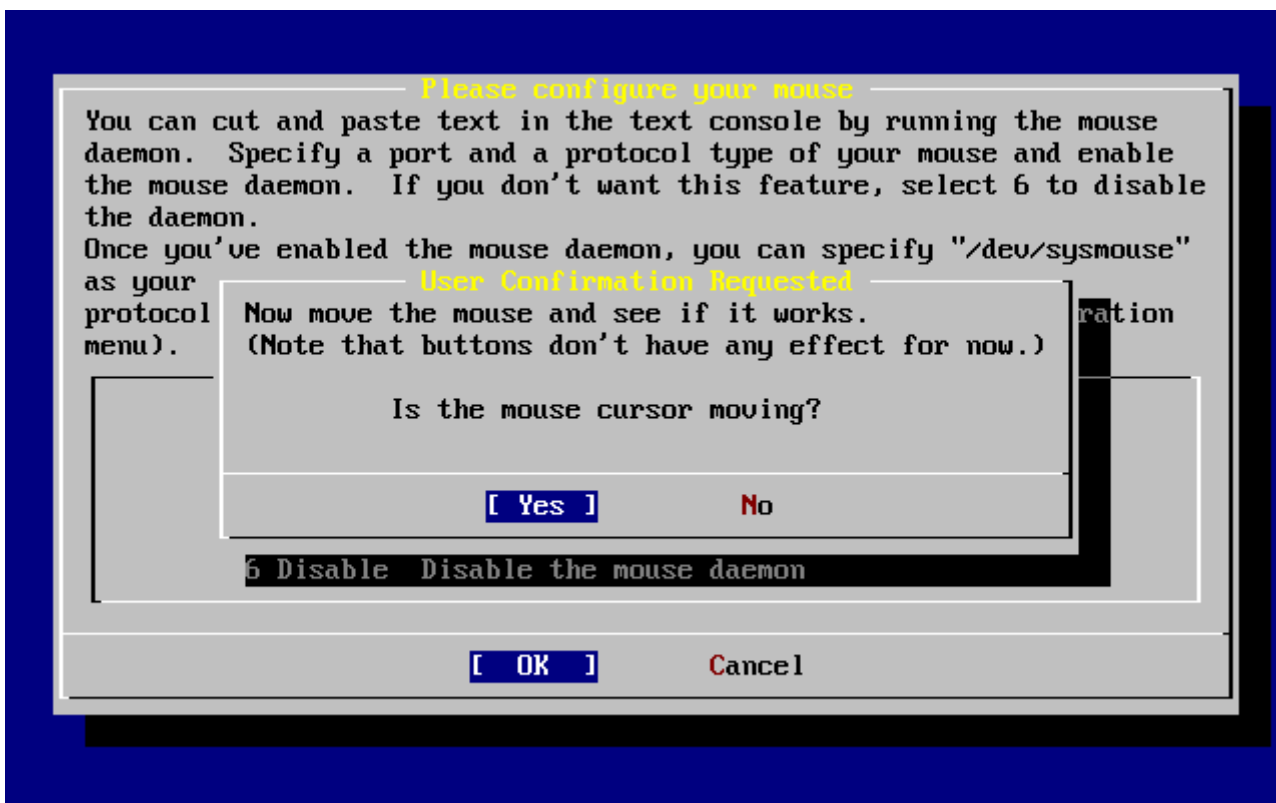 Please configure your mouse
You can cut and paste text in the text console by running the mouse
daemon.  Specify a port and a protocol type of your mouse and enable
the mouse daemon.  If you don't want this feature, select 6 to disable
the daemon.
Once you've enabled the mouse daemon, you can specify "/dev/sysmouse"
as your
protocol ration
menu).
User Confirmation Requested
Now move the mouse and see if it works.
(Note that buttons don't have any effect for now.)
Is the mouse cursor moving?
[ Yes ] No
6 Disable  Disable the mouse daemon
[ OK ] Cancel